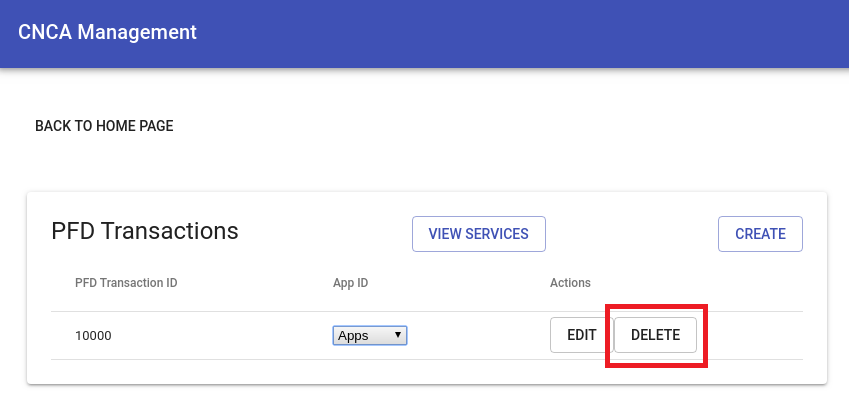 CNCA Management
BACK TO HOME PAGE
PFD Transactions VIEW SERVICES CREATE
PFD Transaction ID App ID Actions
10000 Apps EDIT DELETE